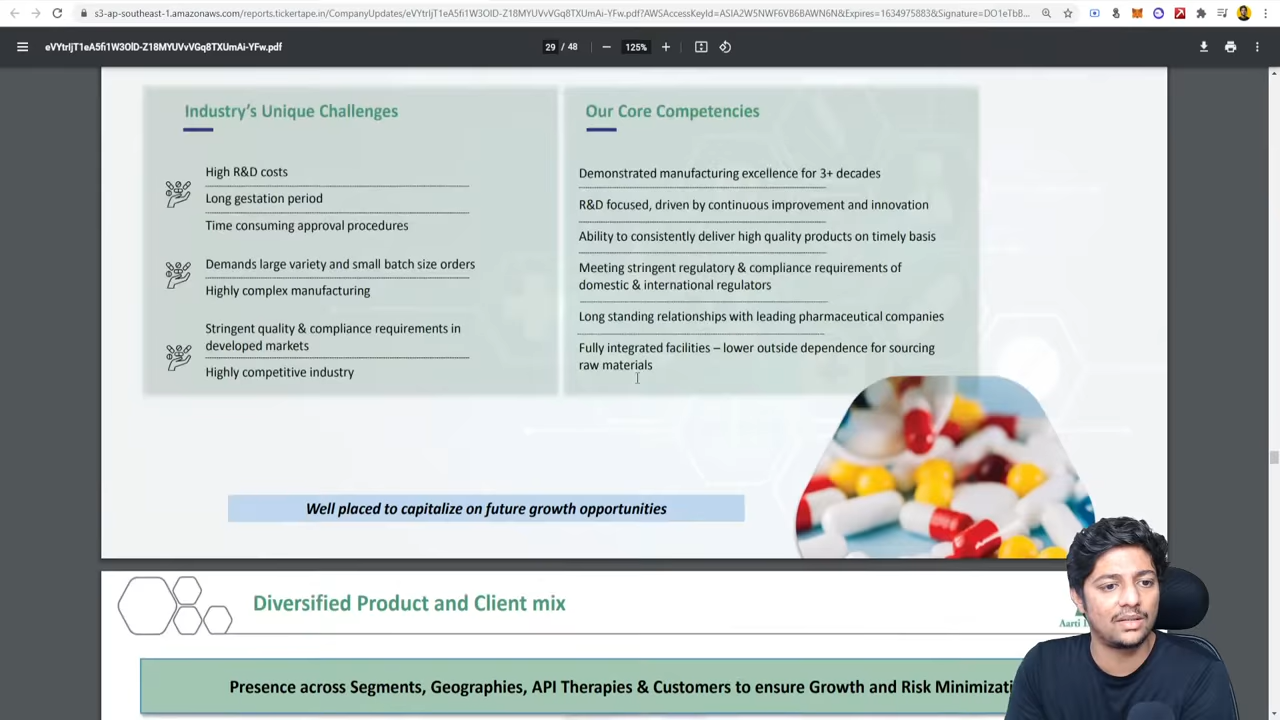 s3-ap-southeast-1.amazonaws.com/reports.tickertape.in/CompanyUpdates/eVYtrIjT1eA5fi1W3OlD-Z18MYUVvVGq8TXUmAi-YFw.pdf?AWSAccessKeyId=ASIA2W5NWF6VB6BAWN6N&Expires=1634975883&Signature=DO1eTbB...
eVYtrIjT1eA5fi1W3OlD-Z18MYUVvVGq8TXUmAi-YFw.pdf
29 / 48
125%
Industry's Unique Challenges
High R&D costs
Long gestation period
Time consuming approval procedures
Demands large variety and small batch size orders
Highly complex manufacturing
Stringent quality & compliance requirements in
developed markets
Highly competitive industry
Our Core Competencies
Demonstrated manufacturing excellence for 3+ decades
R&D focused, driven by continuous improvement and innovation
Ability to consistently deliver high quality products on timely basis
Meeting stringent regulatory & compliance requirements of
domestic & international regulators
Long standing relationships with leading pharmaceutical companies
Fully integrated facilities – lower outside dependence for sourcing
raw materials
Well placed to capitalize on future growth opportunities
Diversified Product and Client mix
Aarti
Presence across Segments, Geographies, API Therapies & Customers to ensure Growth and Risk Minimizati